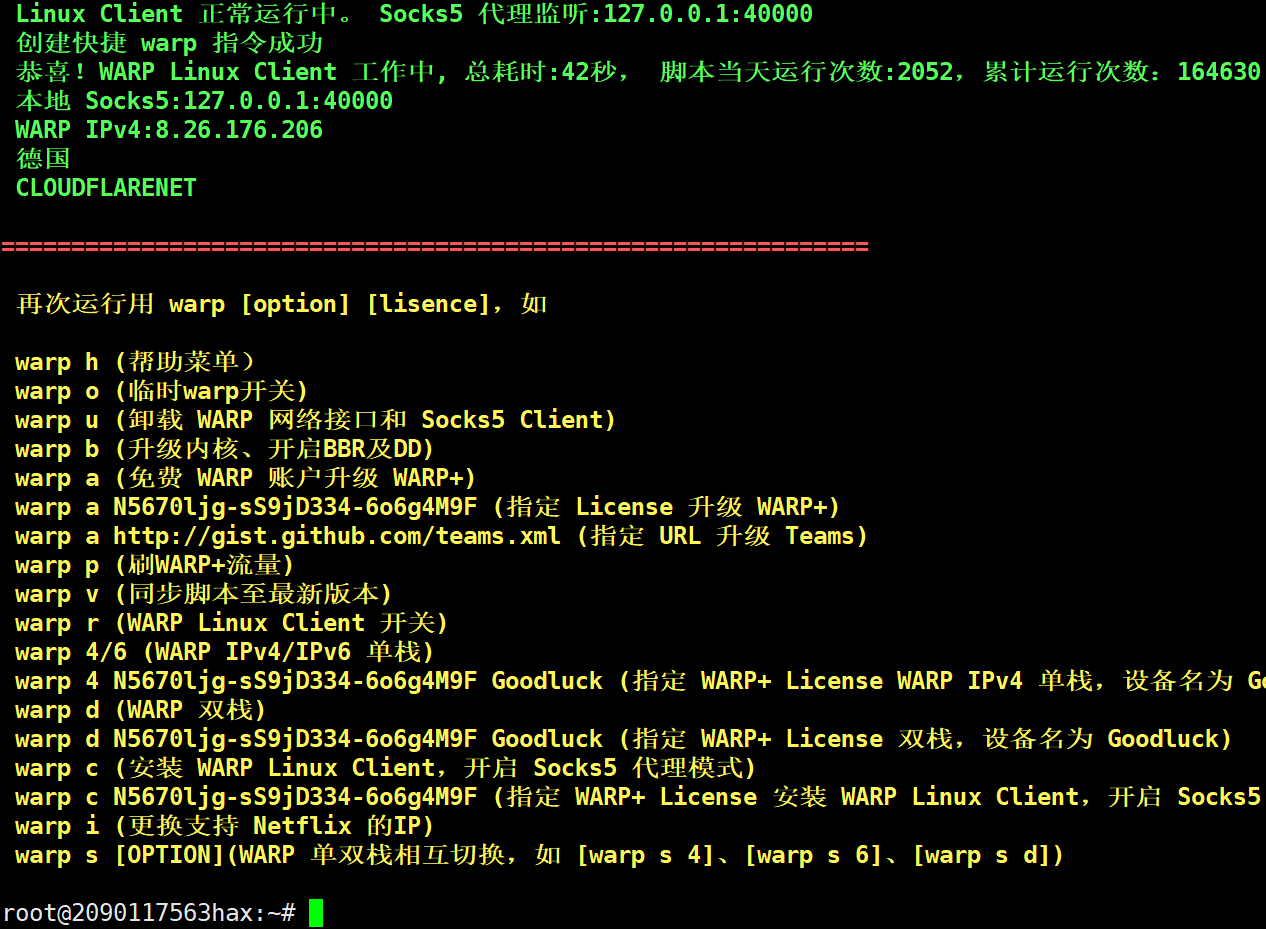 Linux Client 正常运行中。 Socks5 代理监听:127.0.0.1:40000
创建快捷 warp 指令成功
恭喜！WARP Linux Client 工作中, 总耗时:42秒， 脚本当天运行次数:2052，累计运行次数：164630
本地 Socks5:127.0.0.1:40000
WARP IPv4:8.26.176.206
德国
CLOUDFLARENET
==============================================================
再次运行用 warp [option] [lisence]，如
warp h (帮助菜单）
warp o (临时warp开关)
warp u (卸载 WARP 网络接口和 Socks5 Client)
warp b (升级内核、开启BBR及DD)
warp a (免费 WARP 账户升级 WARP+)
warp a N5670ljg-sS9jD334-6o6g4M9F (指定 License 升级 WARP+)
warp a http://gist.github.com/teams.xml (指定 URL 升级 Teams)
warp p (刷WARP+流量)
warp v (同步脚本至最新版本)
warp r (WARP Linux Client 开关)
warp 4/6 (WARP IPv4/IPv6 单栈)
warp 4 N5670ljg-sS9jD334-6o6g4M9F Goodluck (指定 WARP+ License WARP IPv4 单栈，设备名为 Go
warp d (WARP 双栈)
warp d N5670ljg-sS9jD334-6o6g4M9F Goodluck (指定 WARP+ License 双栈，设备名为 Goodluck)
warp c (安装 WARP Linux Client，开启 Socks5 代理模式)
warp c N5670ljg-sS9jD334-6o6g4M9F (指定 WARP+ License 安装 WARP Linux Client，开启 Socks5
warp i (更换支持 Netflix 的IP)
warp s [OPTION](WARP 单双栈相互切换，如 [warp s 4]、[warp s 6]、[warp s d])
root@2090117563hax:~#